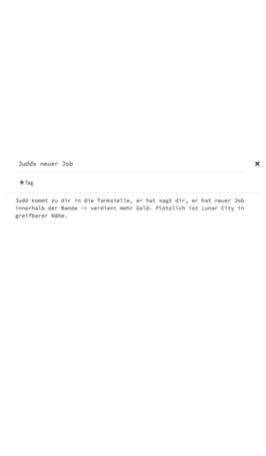 Judds neuer Job
×
+ Tag
Judd kommt zu dir in die Tankstelle, er hat sagt dir, er hat neuer Job
innerhalb der Bande -> verdient mehr Geld. Plötzlich ist Lunar City in
greifbarer Nähe.